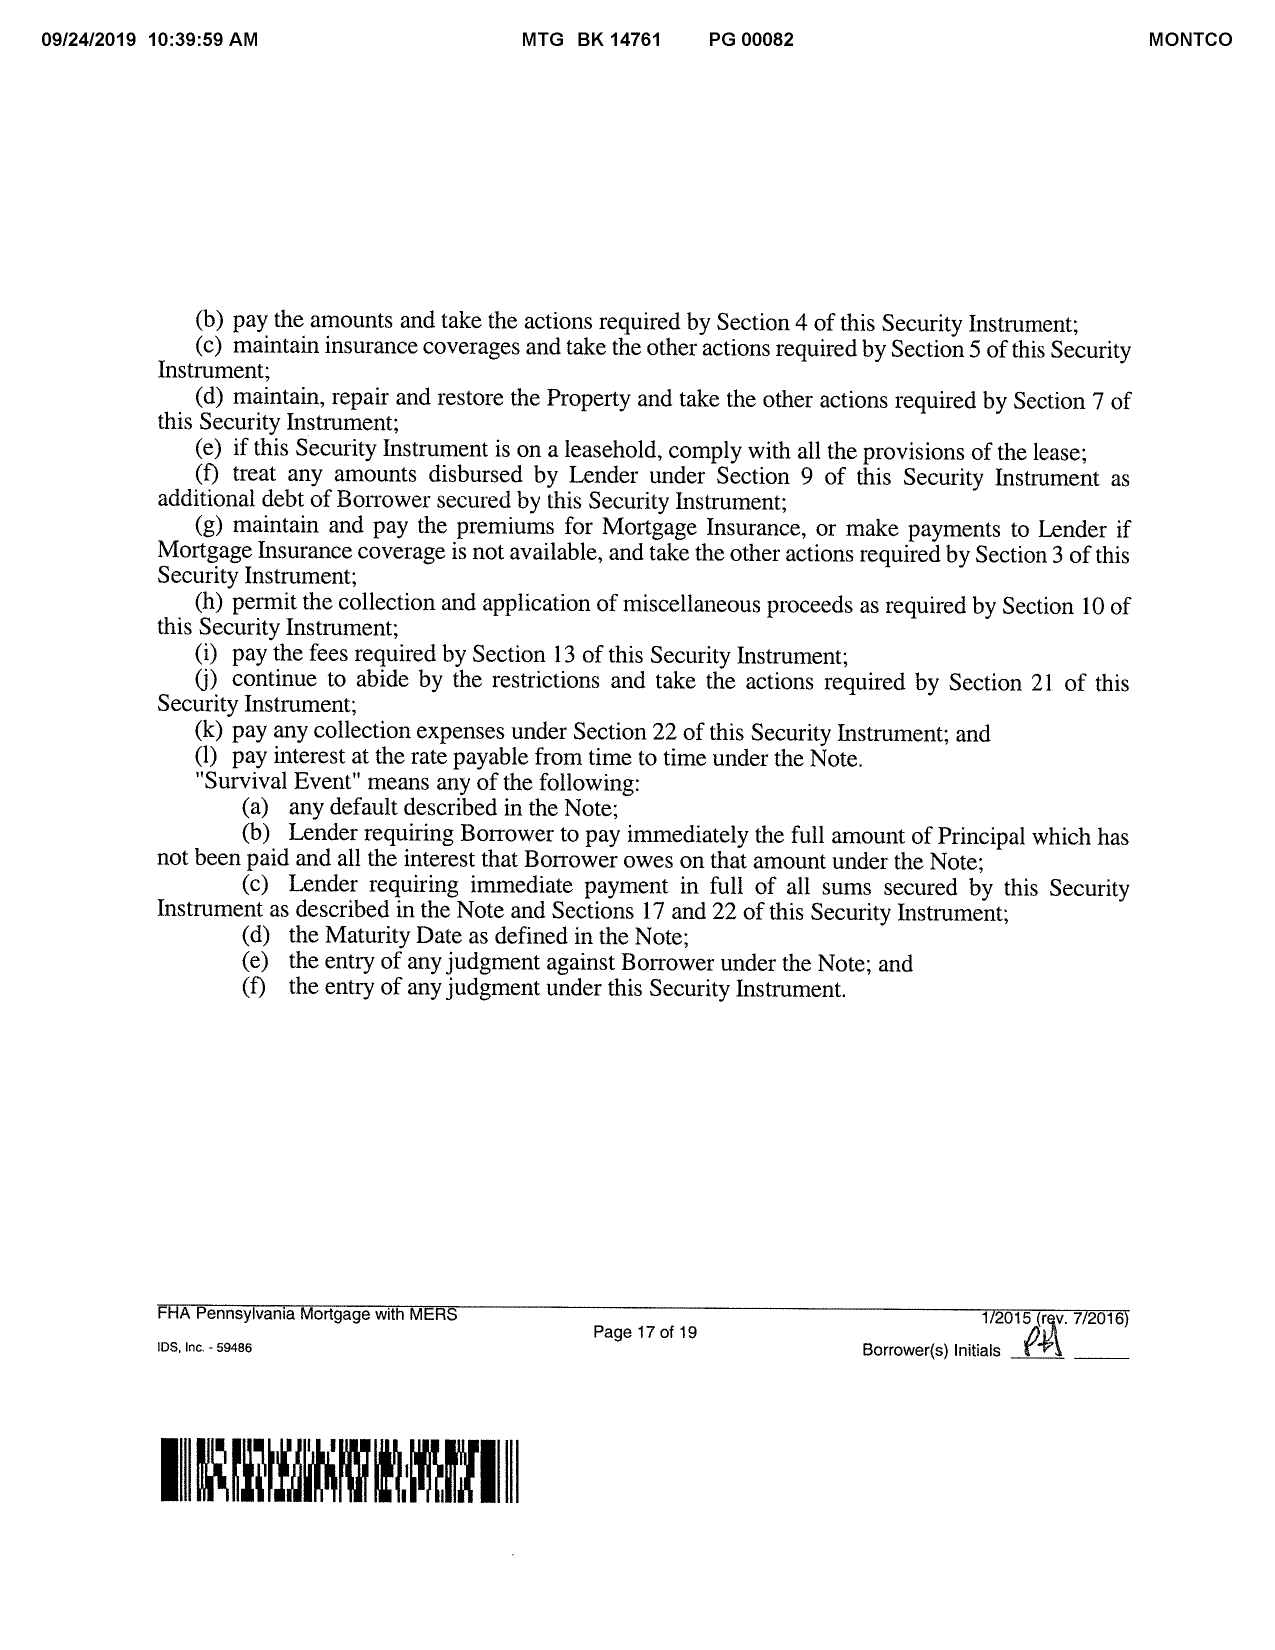 09/24/2019 10:39:59 AM MTG BK 14761 PG 00082 MONTCO
(b) pay the amounts and take the actions required by Section 4 of this Security Instrument;
(c) maintain insurance coverages and take the other actions required by Section 5 of this Security
Instrument;
(d) maintain, repair and restore the Property and take the other actions required by Section 7 of
this Security Instrument;
(e) if this Security Instrument is on a leasehold, comply with all the provisions of the lease;
(f) treat any amounts disbursed by Lender under Section 9 of this Security Instrument as
additional debt of Borrower secured by this Security Instrument;
(g) maintain and pay the premiums for Mortgage Insurance, or make payments to Lender if
Mortgage Insurance coverage is not available, and take the other actions required by Section 3 of this
Security Instrument;
(h) permit the collection and application of miscellaneous proceeds as required by Section 10 of
this Security Instrument;
(i) pay the fees required by Section 13 of this Security Instrument;
(j) continue to abide by the restrictions and take the actions required by Section 21 of this
Security Instrument;
(k) pay any collection expenses under Section 22 of this Security Instrument; and
(l) pay interest at the rate payable from time to time under the Note.
"Survival Event" means any of the following:
(a) any default described in the Note;
(b) Lender requiring Borrower to pay immediately the full amount of Principal which has
not been paid and all the interest that Borrower owes on that amount under the Note;
(c) Lender requiring immediate payment in full of all sums secured by this Security
Instrument as described in the Note and Sections 17 and 22 of this Security Instrument;
(d) the Maturity Date as defined in the Note;
(e) the entry of any judgment against Borrower under the Note; and
(f) the entry of any judgment under this Security Instrument.
FHA Pennsylvania Mortgage with MERS 1/2015 (rev. 7/2016)
Page 17 of 19
IDS, Inc. - 59486 Borrower(s) Initials